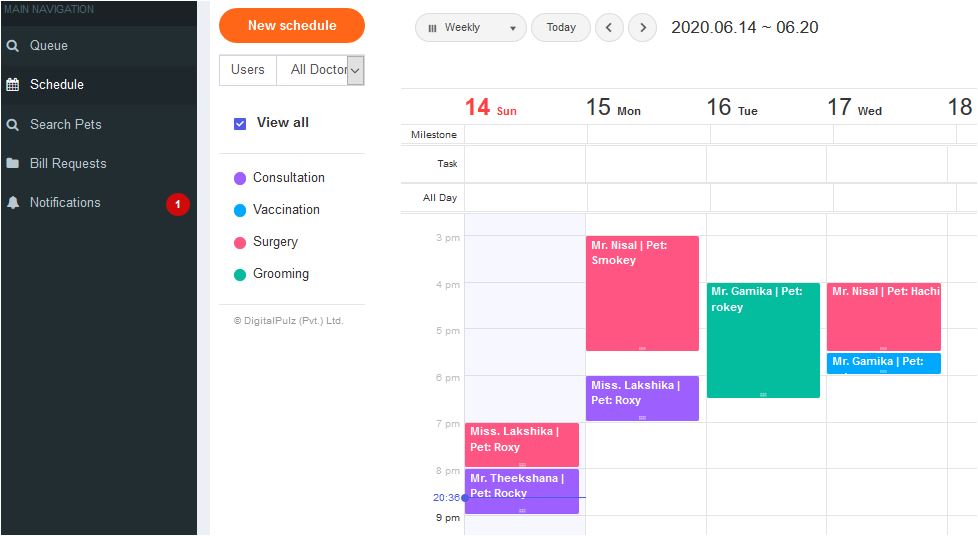 MAIN NAVIGATION
Queue
Schedule
Search Pets
Bill Requests
Notifications 1
New schedule
Users All Doctor
View all
Consultation
Vaccination
Surgery
Grooming
© DigitalPulz (Pvt.) Ltd.
Weekly Today 2020.06.14 ~ 06.20
14 Sun 15 Mon 16 Tue 17 Wed 18
Milestone
Task
All Day
3 pm
4 pm
5 pm
6 pm
7 pm
8 pm
20:36
9 pm
Miss. Lakshika |
Pet: Roxy
Mr. Theekshana |
Pet: Rocky
Mr. Nisal | Pet:
Smokey
Miss. Lakshika |
Pet: Roxy
Mr. Gamika | Pet:
rokey
Mr. Nisal | Pet: Hachi
Mr. Gamika | Pet: